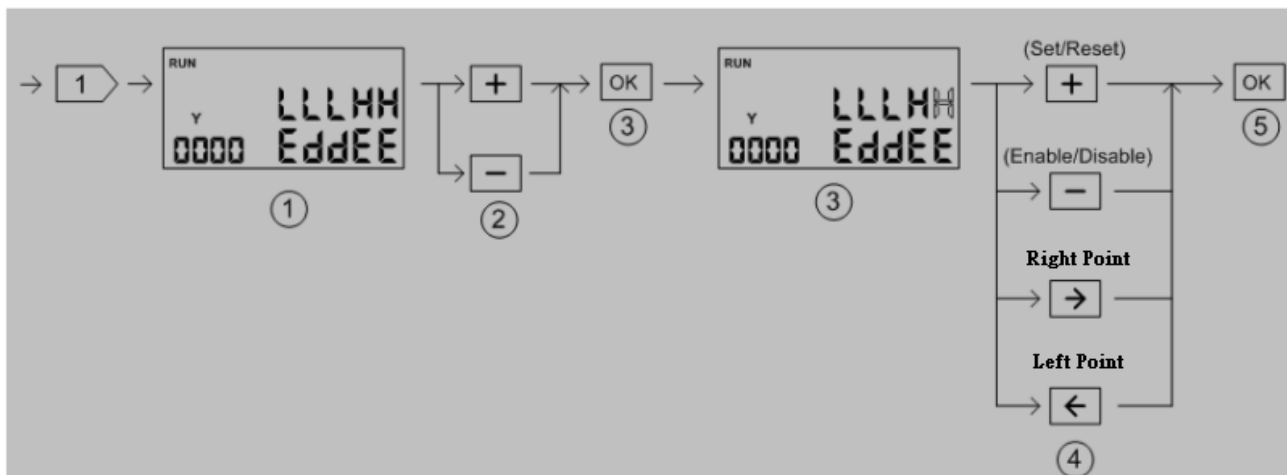 1
RUN
LLLHH
Y
0000 EddEE
①
+
−
②
OK
③
RUN
LLLHH
Y
0000 EddEE
③
(Set/Reset)
+
(Enable/Disable)
−
Right Point
→
Left Point
←
④
OK
⑤